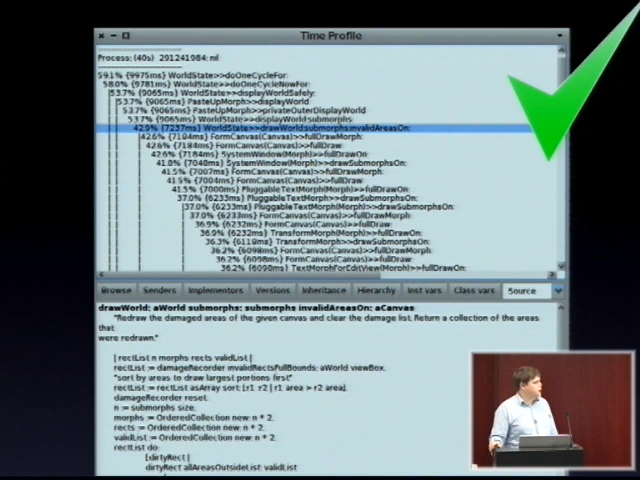 Time Profile
Process: (40s) 291241984: nil
59.1% {9975ms} WorldState>>doOneCycleFor:
58.0% {9781ms} WorldState>>doOneCycleNowFor:
53.7% {9065ms} WorldState>>displayWorldSafely:
53.7% {9065ms} PasteUpMorph>>displayWorld
53.7% {9065ms} PasteUpMorph>>privateOuterDisplayWorld
53.7% {9065ms} WorldState>>displayWorld:submorphs:
42.9% {7237ms} WorldState>>drawWorld:submorphs:invalidAreasOn:
42.6% {7184ms} FormCanvas(Canvas)>>fullDrawMorph:
42.6% {7184ms} FormCanvas(Canvas)>>fullDraw:
42.6% {7184ms} SystemWindow(Morph)>>fullDrawOn:
41.8% {7048ms} SystemWindow(Morph)>>drawSubmorphsOn:
41.5% {7007ms} FormCanvas(Canvas)>>fullDrawMorph:
41.5% {7004ms} FormCanvas(Canvas)>>fullDraw:
41.5% {7000ms} PluggableTextMorph(Morph)>>fullDrawOn:
37.0% {6233ms} PluggableTextMorph(Morph)>>drawSubmorphsOn:
37.0% {6233ms} PluggableTextMorph(Morph)>>drawSubmorphsOn:
37.0% {6233ms} FormCanvas(Canvas)>>fullDrawMorph:
36.9% {6232ms} FormCanvas(Canvas)>>fullDraw:
36.9% {6232ms} TransformMorph(Morph)>>fullDrawOn:
36.3% {6119ms} TransformMorph>>drawSubmorphsOn:
36.2% {6098ms} FormCanvas(Canvas)>>fullDrawMorph:
36.2% {6098ms} FormCanvas(Canvas)>>fullDraw:
36.2% {6098ms} TextMorphForEditView(Morph)>>fullDrawOn:
Browse Senders Implementors Versions Inheritance Hierarchy Inst vars Class vars Source
drawWorld: aWorld submorphs: submorphs invalidAreasOn: aCanvas
"Redraw the damaged areas of the given canvas and clear the damage list. Return a collection of the areas
that
were redrawn."
| rectList n morphs rects validList |
rectList := damageRecorder invalidRectsFullBounds: aWorld viewBox.
"sort by areas to draw largest portions first"
rectList := rectList asArray sort: [:r1 :r2 | r1 area > r2 area].
damageRecorder reset.
n := submorphs size.
morphs := OrderedCollection new: n * 2.
rects := OrderedCollection new: n * 2.
validList := OrderedCollection new: n * 2.
rectList do:
[:dirtyRect |
dirtyRect allAreasOutsideList: validList